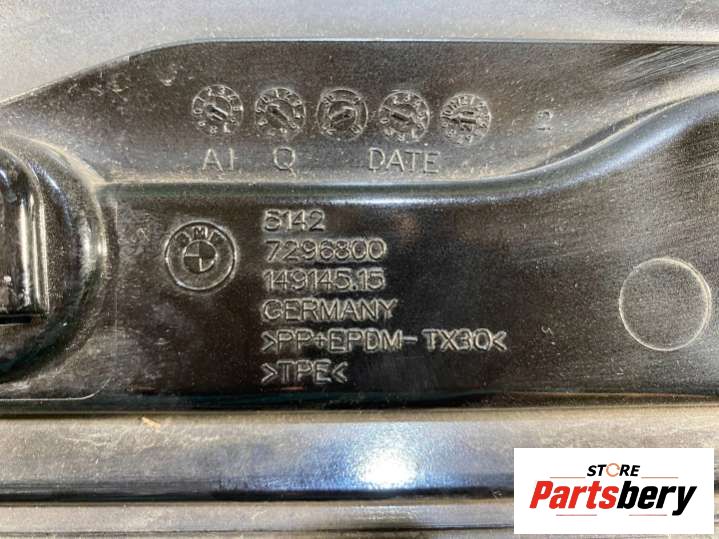 AI Q DATE
BMW
5142
7296800
149145.15
GERMANY
>PP+EPDM-TX30<
>TPE<
STORE
Partsbery